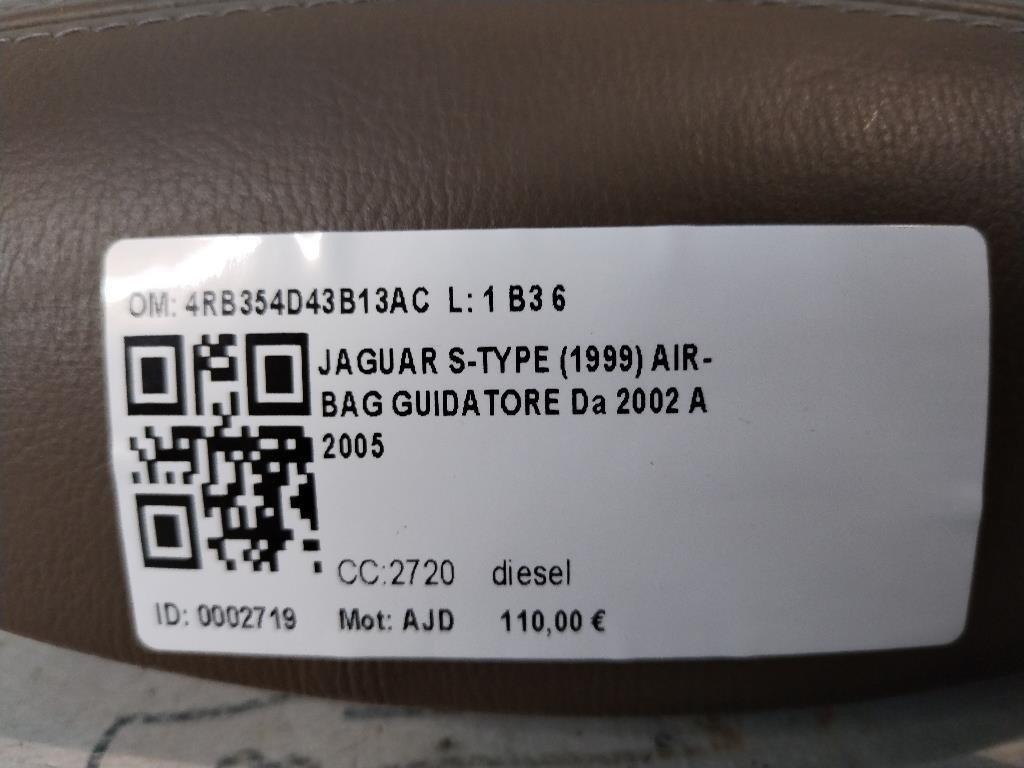 OM: 4RB354D43B13AC L: 1 B3 6
JAGUAR S-TYPE (1999) AIR-
BAG GUIDATORE Da 2002 A
2005
CC:2720 diesel
ID: 0002719 Mot: AJD 110,00 €